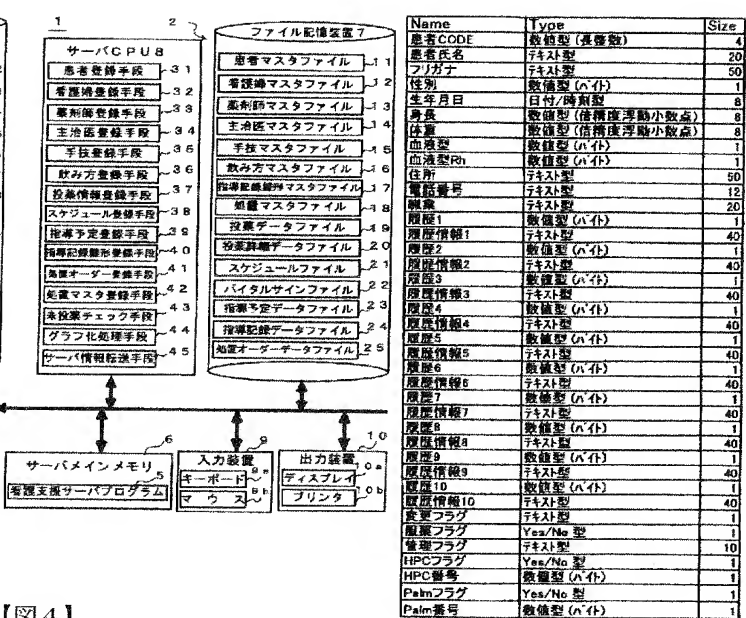 1
2
サーバCPU8
患者登録手段 31
看護婦登録手段 32
薬剤師登録手段 33
主治医登録手段 34
手技登録手段 35
飲み方登録手段 36
投薬情報登録手段 37
スケジュール登録手段 38
指導予定登録手段 39
指導記録雛形登録手段 40
処置オーダー登録手段 41
処置マスタ登録手段 42
未投薬チェック手段 43
グラフ化処理手段 44
サーバ情報転送手段 45
ファイル記憶装置7
患者マスタファイル 11
看護婦マスタファイル 12
薬剤師マスタファイル 13
主治医マスタファイル 14
手技マスタファイル 15
飲み方マスタファイル 16
指導記録雛形マスタファイル 17
処置マスタファイル 18
投薬データファイル 19
投薬詳細データファイル 20
スケジュールファイル 21
バイタルサインファイル 22
指導予定データファイル 23
指導記録データファイル 24
処置オーダーデータファイル 25
6
サーバメインメモリ
5
看護支援サーバプログラム
9
入力装置
キーボード 9a
マウス 9b
10
出力装置
ディスプレイ 10a
プリンタ 10b
【図4】
Name Type Size
患者CODE 数値型(長整数) 4
患者氏名 テキスト型 20
フリガナ テキスト型 50
性別 数値型(バイト) 1
生年月日 日付/時刻型 8
身長 数値型(倍精度浮動小数点) 8
体重 数値型(倍精度浮動小数点) 8
血液型 数値型(バイト) 1
血液型Rh 数値型(バイト) 1
住所 テキスト型 50
電話番号 テキスト型 12
職業 テキスト型 20
履歴1 数値型(バイト) 1
履歴情報1 テキスト型 40
履歴2 数値型(バイト) 1
履歴情報2 テキスト型 40
履歴3 数値型(バイト) 1
履歴情報3 テキスト型 40
履歴4 数値型(バイト) 1
履歴情報4 テキスト型 40
履歴5 数値型(バイト) 1
履歴情報5 テキスト型 40
履歴6 数値型(バイト) 1
履歴情報6 テキスト型 40
履歴7 数値型(バイト) 1
履歴情報7 テキスト型 40
履歴8 数値型(バイト) 1
履歴情報8 テキスト型 40
履歴9 数値型(バイト) 1
履歴情報9 テキスト型 40
履歴10 数値型(バイト) 1
履歴情報10 テキスト型 40
変更フラグ テキスト型 1
服薬フラグ Yes/No 型 1
管理フラグ テキスト型 10
HPCフラグ Yes/No 型 1
HPC番号 数値型(バイト) 1
Palmフラグ Yes/No 型 1
Palm番号 数値型(バイト) 1